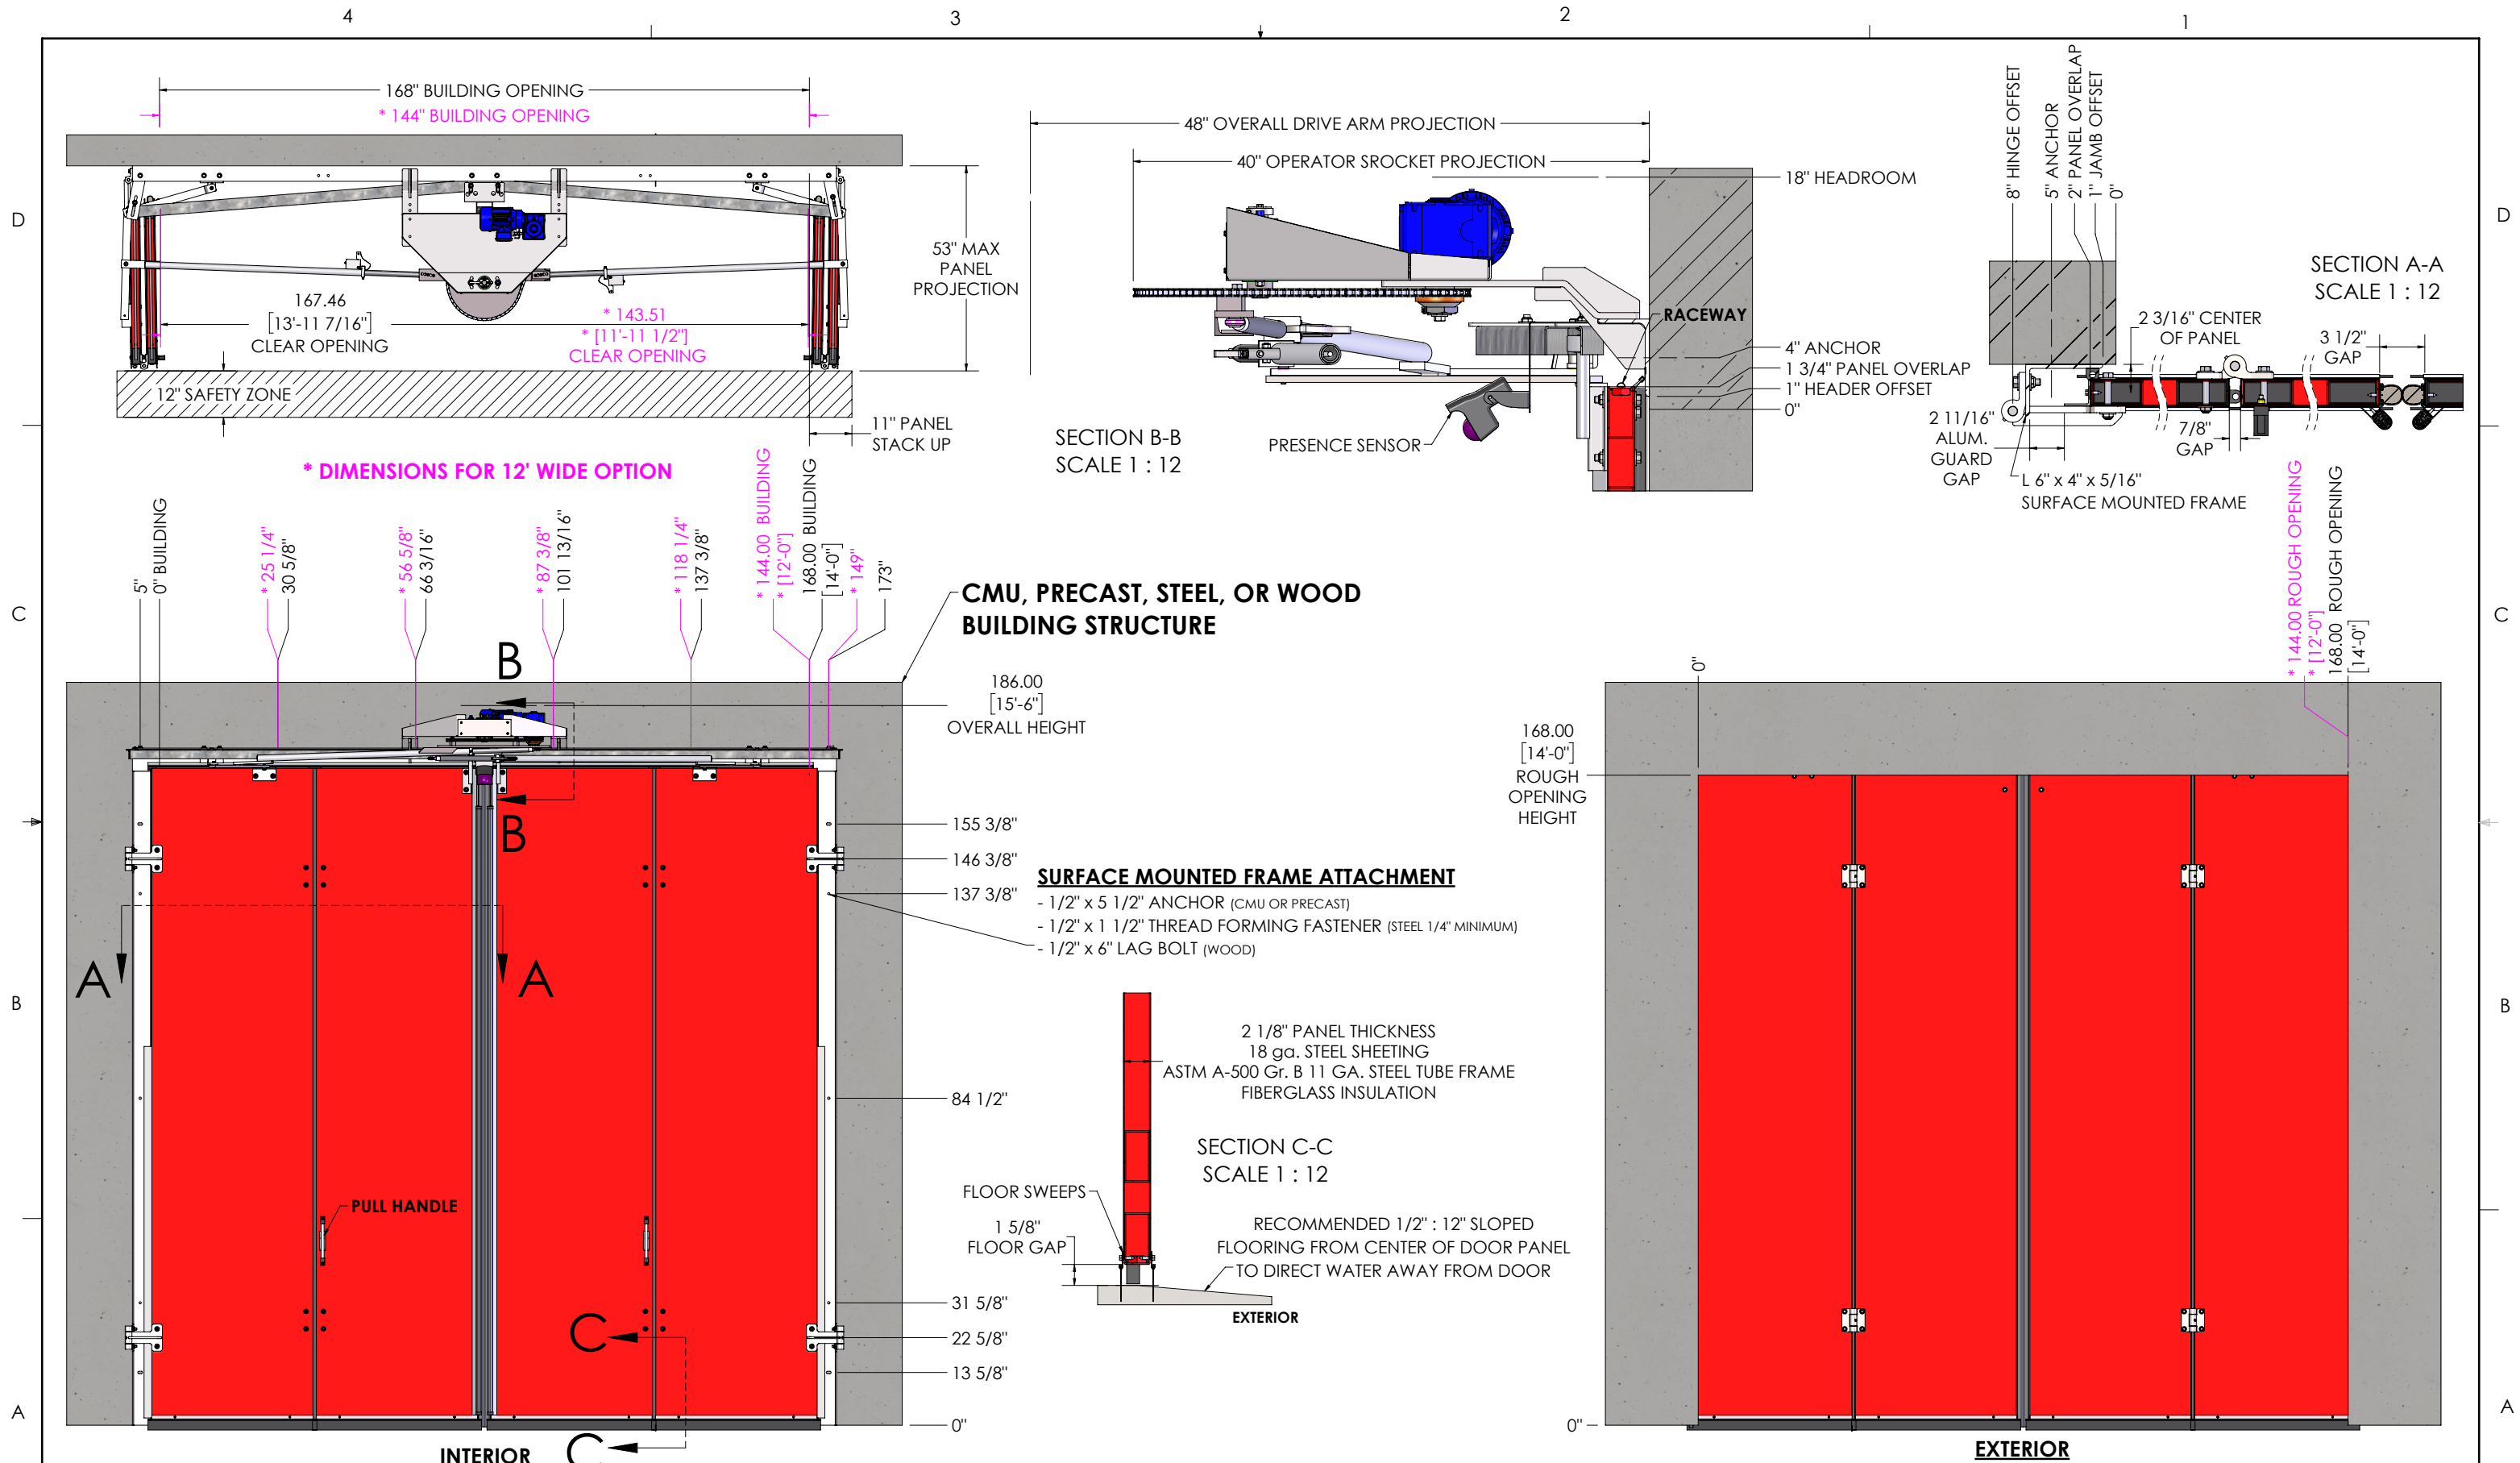 4
3
2
1
D
C
B
A
D
C
B
A
168" BUILDING OPENING
* 144" BUILDING OPENING
53" MAX
PANEL
PROJECTION
167.46
[13'-11 7/16"]
CLEAR OPENING
* 143.51
* [11'-11 1/2"]
CLEAR OPENING
12" SAFETY ZONE
11" PANEL
STACK UP
* DIMENSIONS FOR 12' WIDE OPTION
48" OVERALL DRIVE ARM PROJECTION
40" OPERATOR SROCKET PROJECTION
18" HEADROOM
RACEWAY
4" ANCHOR
1 3/4" PANEL OVERLAP
1" HEADER OFFSET
0"
PRESENCE SENSOR
SECTION B-B
SCALE 1 : 12
8" HINGE OFFSET
5" ANCHOR
2" PANEL OVERLAP
1" JAMB OFFSET
0"
SECTION A-A
SCALE 1 : 12
2 3/16" CENTER
OF PANEL
3 1/2"
GAP
2 11/16"
ALUM.
GUARD
GAP
7/8"
GAP
L 6" x 4" x 5/16"
SURFACE MOUNTED FRAME
5"
0" BUILDING
* 25 1/4"
30 5/8"
* 56 5/8"
66 3/16"
* 87 3/8"
101 13/16"
* 118 1/4"
137 3/8"
* 144.00 BUILDING
* [12'-0"]
168.00 BUILDING
[14'-0"]
* 149"
173"
CMU, PRECAST, STEEL, OR WOOD
BUILDING STRUCTURE
186.00
[15'-6"]
OVERALL HEIGHT
B
B
A
A
C
C
155 3/8"
146 3/8"
137 3/8"
84 1/2"
31 5/8"
22 5/8"
13 5/8"
0"
PULL HANDLE
INTERIOR
SURFACE MOUNTED FRAME ATTACHMENT
- 1/2" x 5 1/2" ANCHOR (CMU OR PRECAST)
- 1/2" x 1 1/2" THREAD FORMING FASTENER (STEEL 1/4" MINIMUM)
- 1/2" x 6" LAG BOLT (WOOD)
2 1/8" PANEL THICKNESS
18 ga. STEEL SHEETING
ASTM A-500 Gr. B 11 GA. STEEL TUBE FRAME
FIBERGLASS INSULATION
SECTION C-C
SCALE 1 : 12
FLOOR SWEEPS
1 5/8"
FLOOR GAP
RECOMMENDED 1/2" : 12" SLOPED
FLOORING FROM CENTER OF DOOR PANEL
TO DIRECT WATER AWAY FROM DOOR
EXTERIOR
* 144.00 ROUGH OPENING
* [12'-0"]
168.00 ROUGH OPENING
[14'-0"]
0"
168.00
[14'-0"]
ROUGH
OPENING
HEIGHT
0"
EXTERIOR